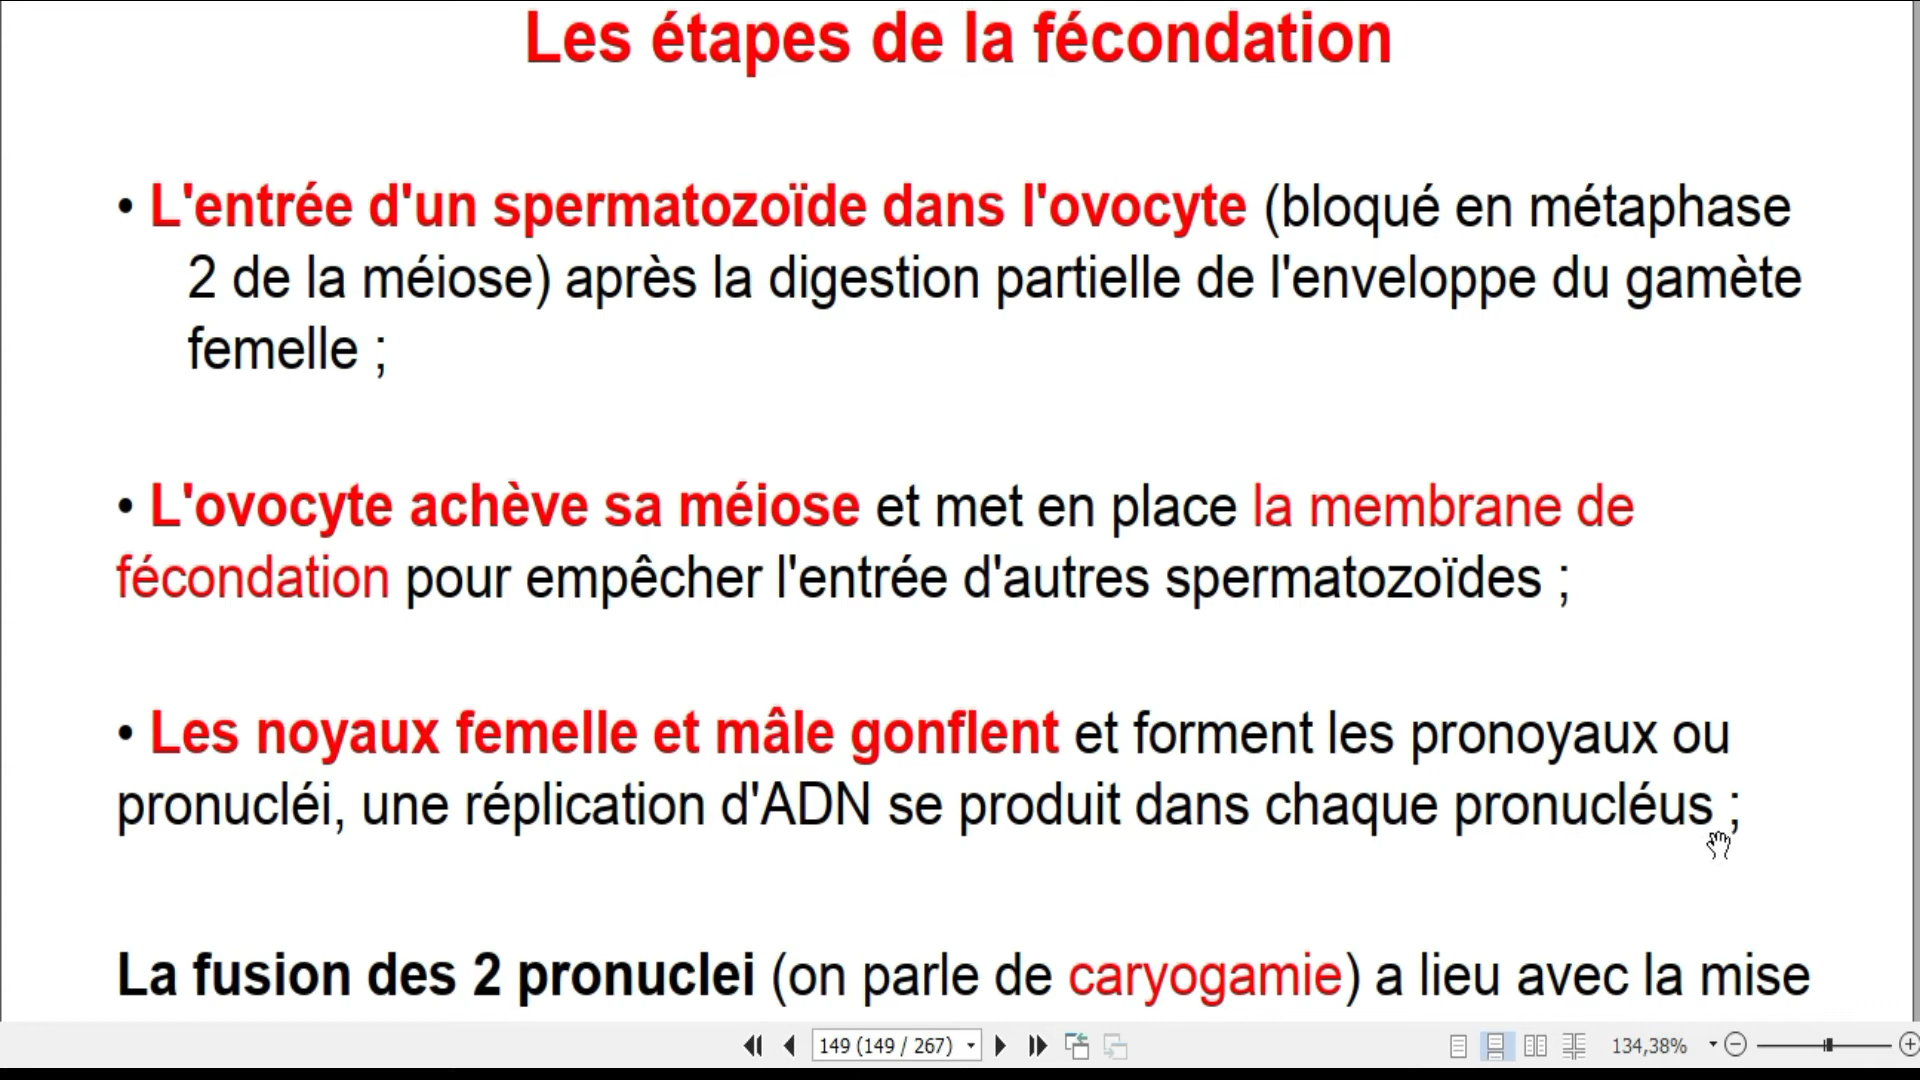 Les étapes de la fécondation
• L'entrée d'un spermatozoïde dans l'ovocyte (bloqué en métaphase
2 de la méiose) après la digestion partielle de l'enveloppe du gamète
femelle ;
• L'ovocyte achève sa méiose et met en place la membrane de
fécondation pour empêcher l'entrée d'autres spermatozoïdes ;
• Les noyaux femelle et mâle gonflent et forment les pronoyaux ou
pronucléi, une réplication d'ADN se produit dans chaque pronucléus ;
La fusion des 2 pronuclei (on parle de caryogamie) a lieu avec la mise
149 (149 / 267)
134,38%